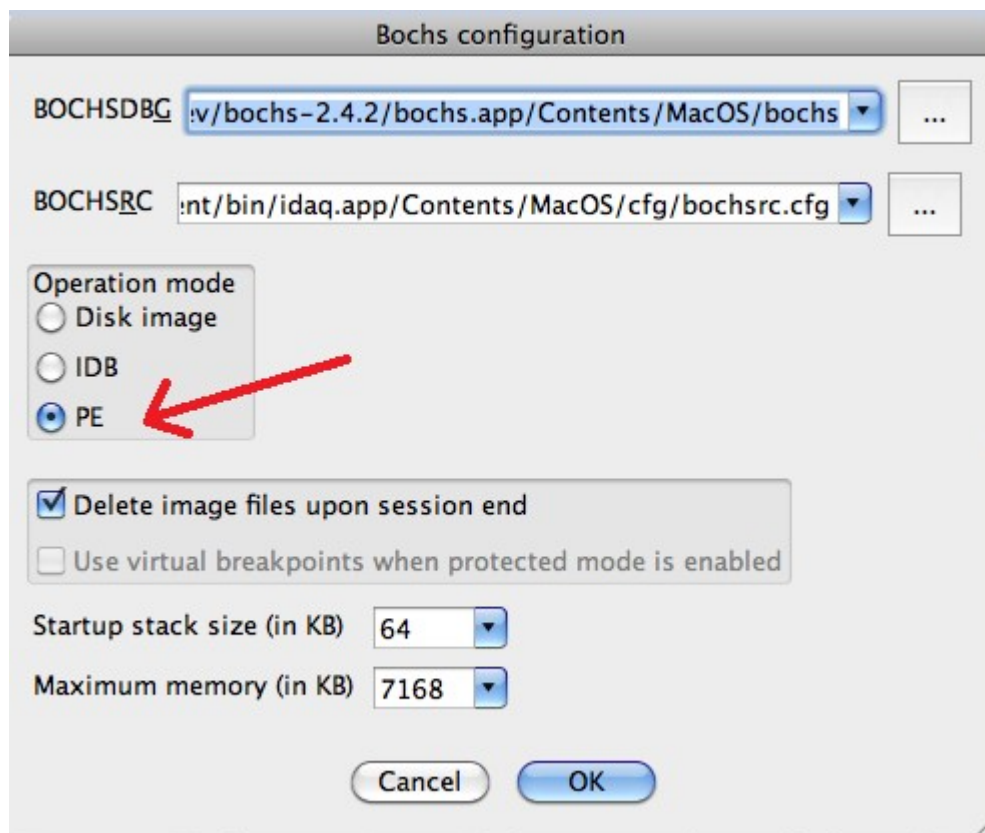 Bochs configuration
BOCHSDBG :v/bochs-2.4.2/bochs.app/Contents/MacOS/bochs ...
BOCHSRC :nt/bin/idaq.app/Contents/MacOS/cfg/bochsrc.cfg ...
Operation mode
Disk image
IDB
PE
Delete image files upon session end
Use virtual breakpoints when protected mode is enabled
Startup stack size (in KB) 64
Maximum memory (in KB) 7168
Cancel OK